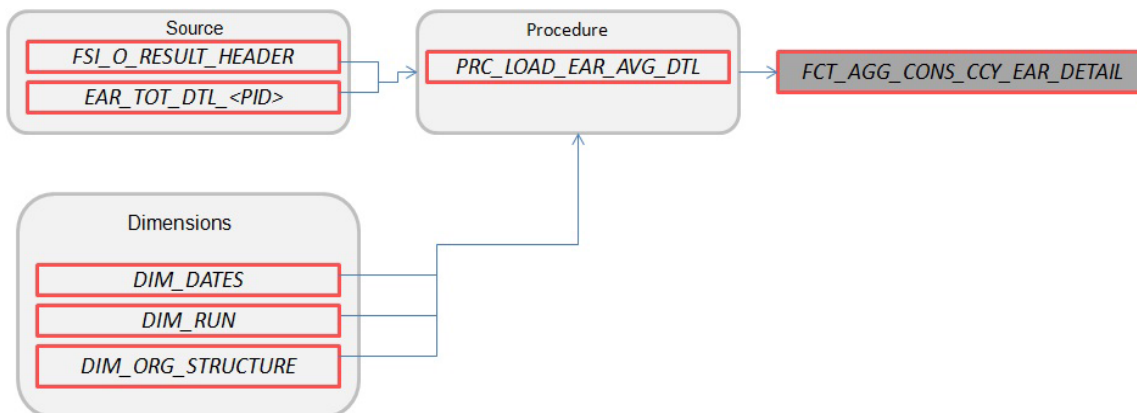 Source
FSI_O_RESULT_HEADER
EAR_TOT_DTL_<PID>
Procedure
PRC_LOAD_EAR_AVG_DTL
FCT_AGG_CONS_CCY_EAR_DETAIL
Dimensions
DIM_DATES
DIM_RUN
DIM_ORG_STRUCTURE